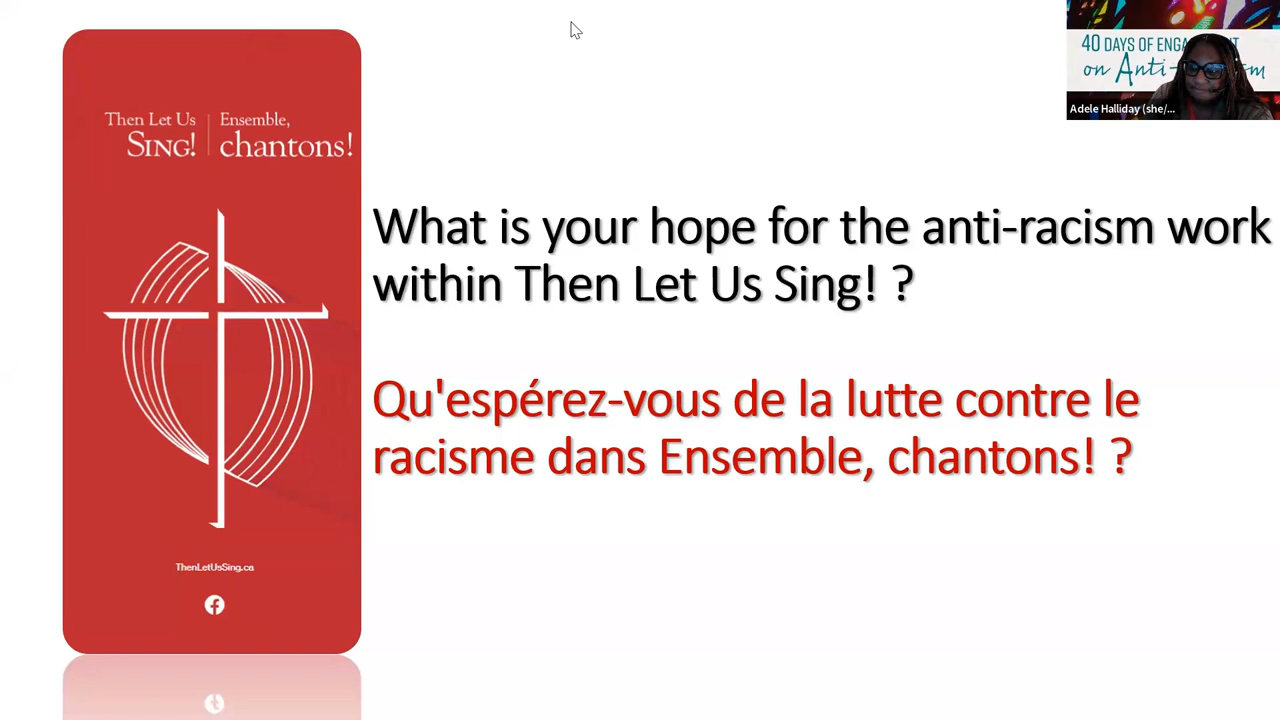 Then Let Us
SING!
Ensemble,
chantons!
ThenLetUsSing.ca
What is your hope for the anti-racism work
within Then Let Us Sing! ?
Qu'espérez-vous de la lutte contre le
racisme dans Ensemble, chantons! ?
40 DAYS OF
on
Adele Halliday (she/...